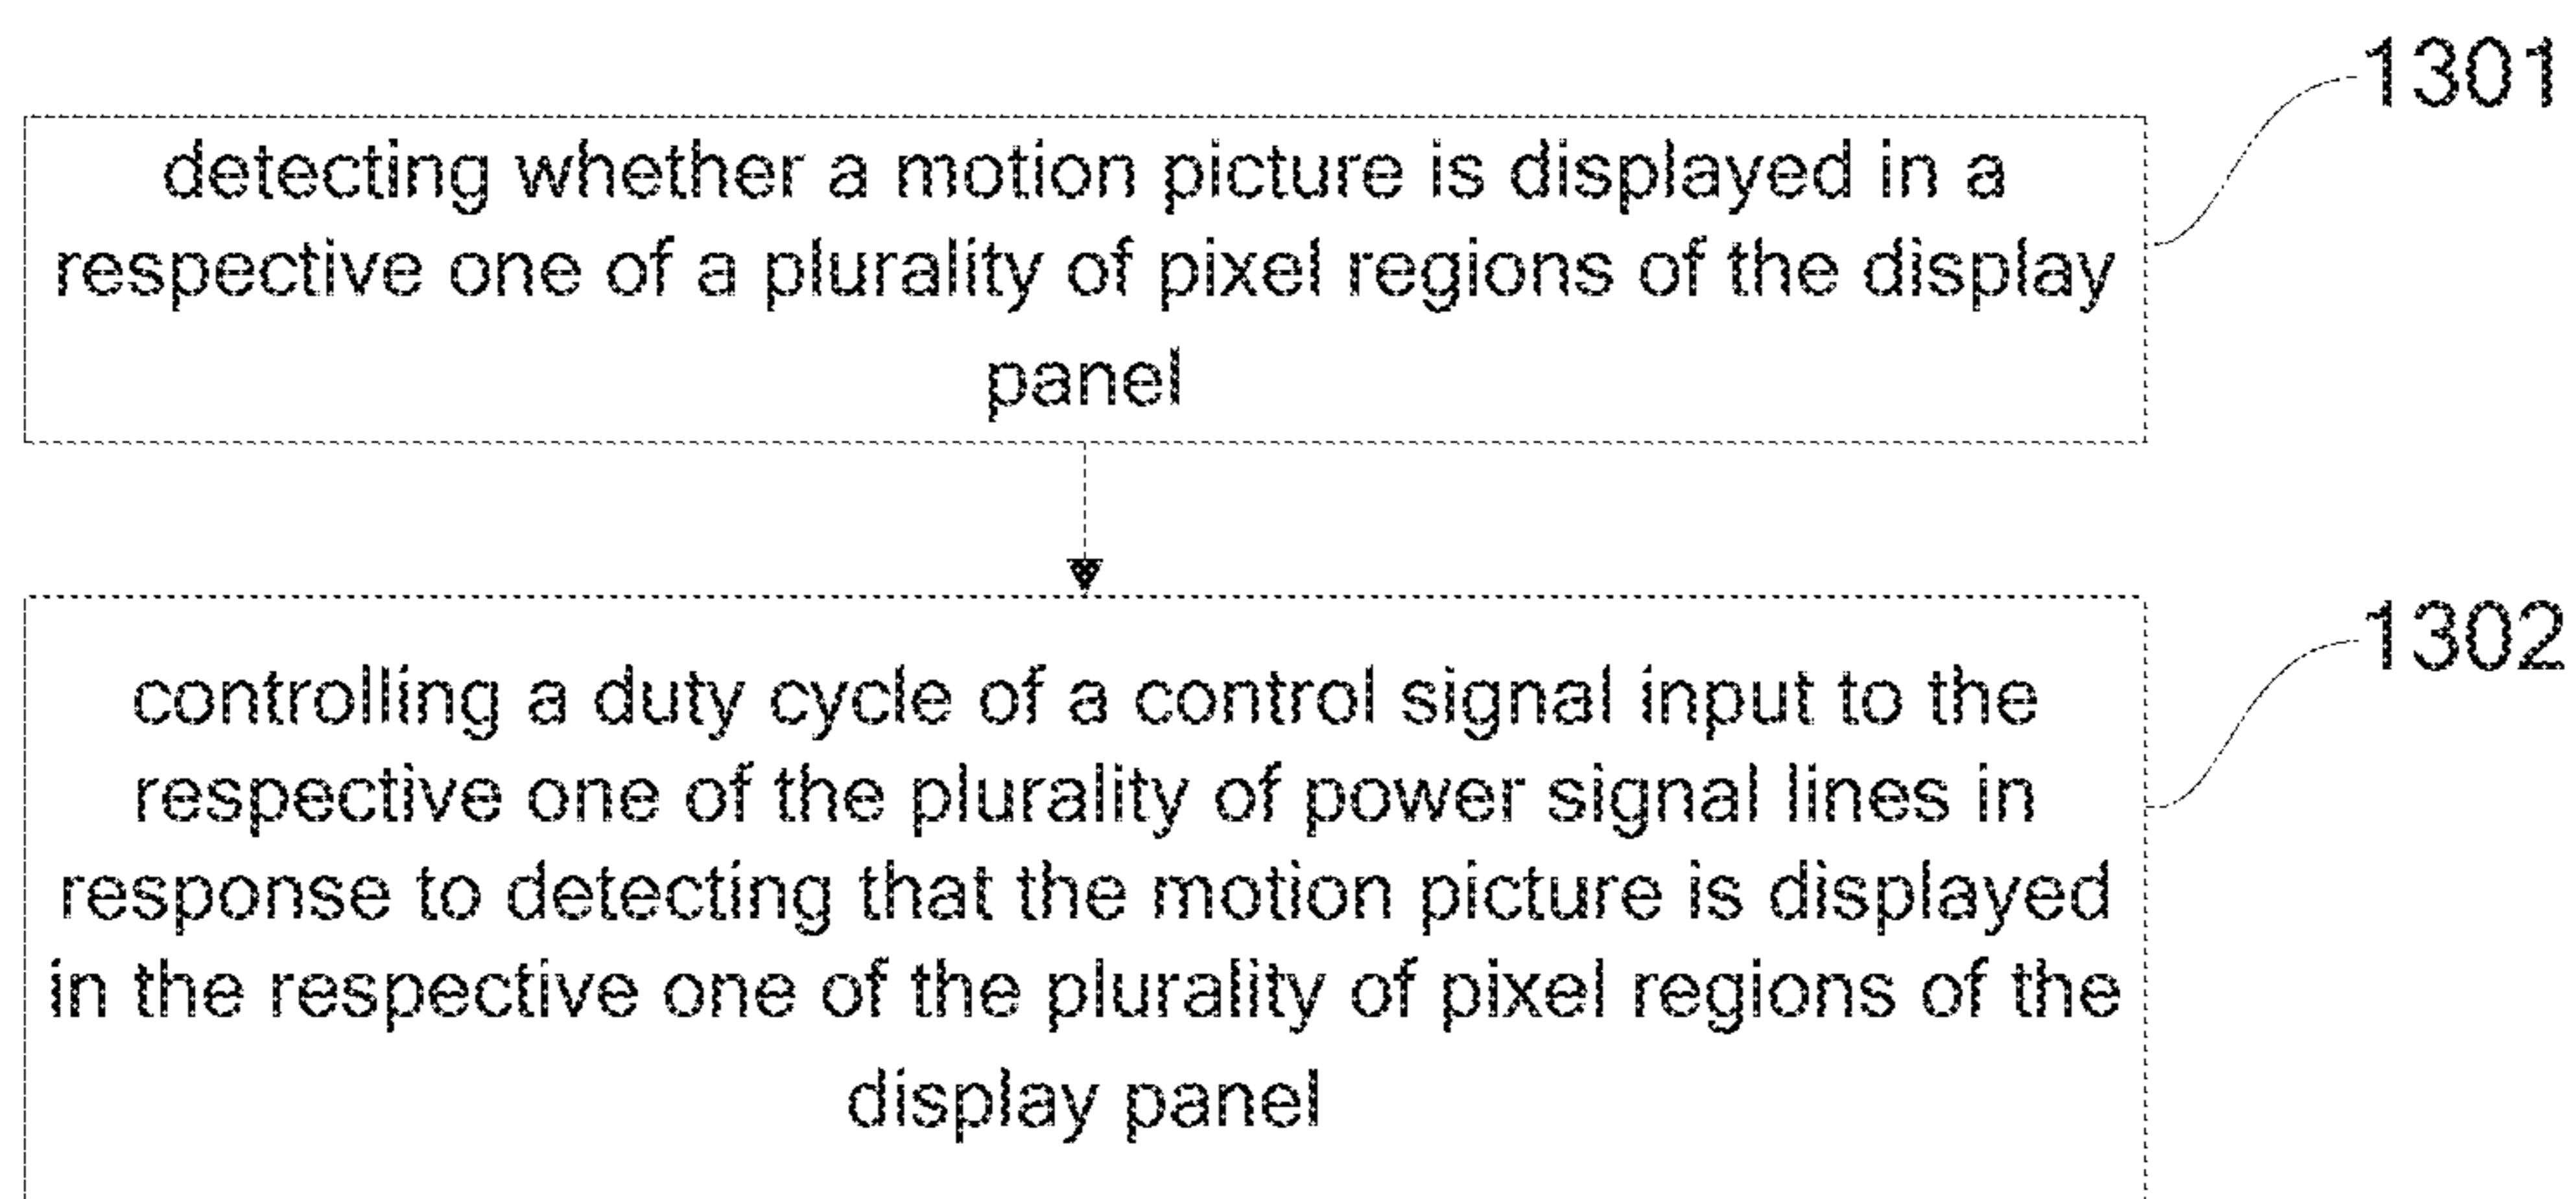 1301
detecting whether a motion picture is displayed in a
respective one of a plurality of pixel regions of the display
panel
1302
controlling a duty cycle of a control signal input to the
respective one of the plurality of power signal lines in
response to detecting that the motion picture is displayed
in the respective one of the plurality of pixel regions of the
display panel